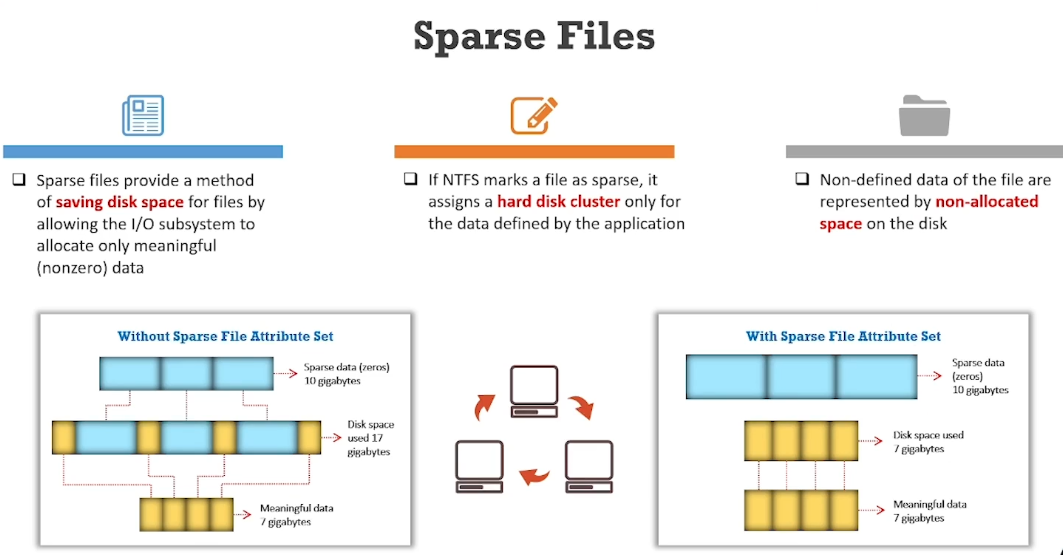 Sparse Files
❑ Sparse files provide a method
of saving disk space for files by
allowing the I/O subsystem to
allocate only meaningful
(nonzero) data
❑ If NTFS marks a file as sparse, it
assigns a hard disk cluster only for
the data defined by the application
❑ Non-defined data of the file are
represented by non-allocated
space on the disk
Without Sparse File Attribute Set
Sparse data (zeros)
10 gigabytes
Disk space
used 17
gigabytes
Meaningful data
7 gigabytes
With Sparse File Attribute Set
Sparse data
(zeros)
10 gigabytes
Disk space used
7 gigabytes
Meaningful data
7 gigabytes